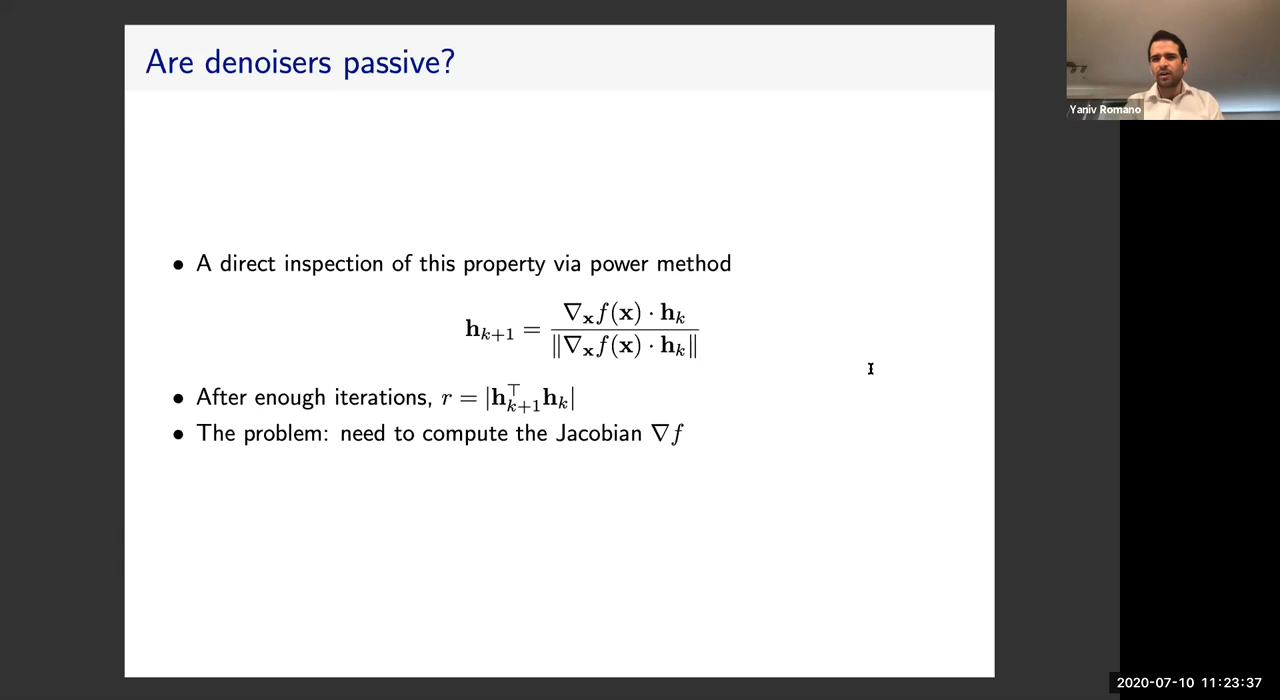 Are denoisers passive?
Yaniv Romano
• A direct inspection of this property via power method
h_{k+1} = \frac{∇_x f(x) · h_k}{‖∇_x f(x) · h_k‖}
• After enough iterations, r = |h_{k+1}^⊤ h_k|
• The problem: need to compute the Jacobian ∇f
2020-07-10 11:23:37